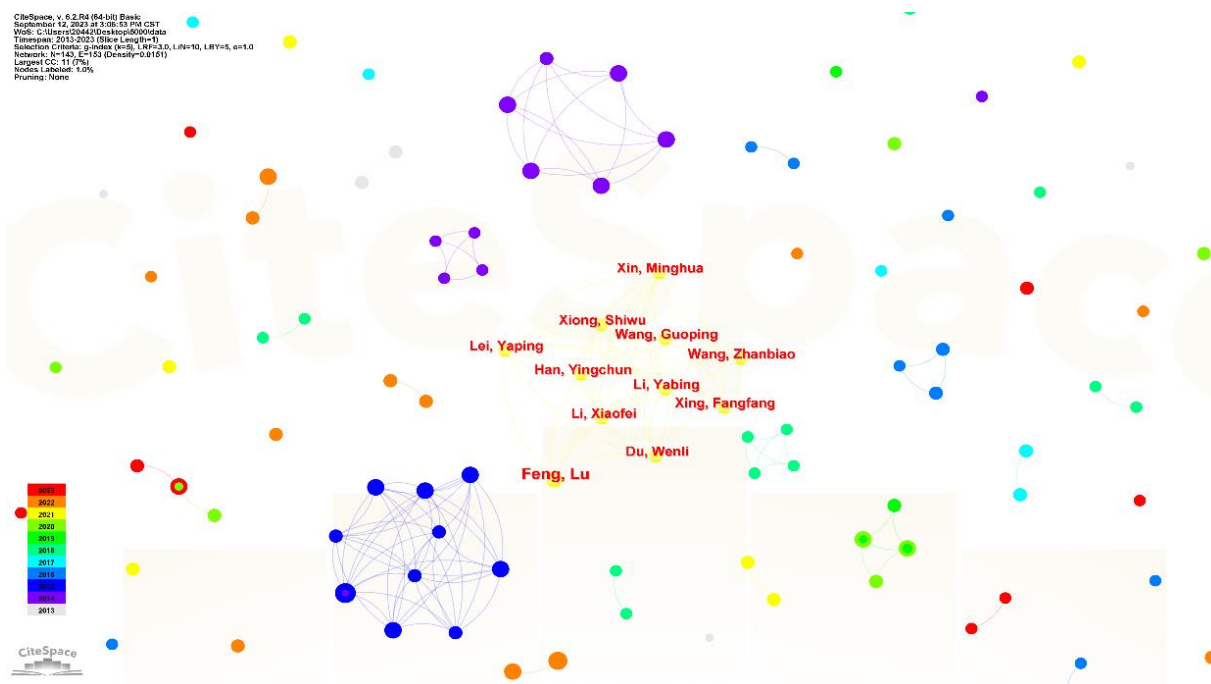 CiteSpace, v. 6.2.R4 (64-bit) Basic
September 12, 2023 at 3:06:53 PM CST
WoS: C:\Users\20442\Desktop\5000\data
Timespan: 2013-2023 (Slice Length=1)
Selection Criteria: g-index (k=5), LRF=3.0, L/N=10, LBY=5, e=1.0
Network: N=143, E=153 (Density=0.0151)
Largest CC: 11 (7%)
Nodes Labeled: 1.0%
Pruning: None
CiteSpace
Xin, Minghua
Xiong, Shiwu
Wang, Guoping
Lei, Yaping
Wang, Zhanbiao
Han, Yingchun
Li, Yabing
Xing, Fangfang
Li, Xiaofei
Du, Wenli
Feng, Lu
2023
2022
2021
2020
2019
2018
2017
2016
2015
2014
2013
CiteSpace